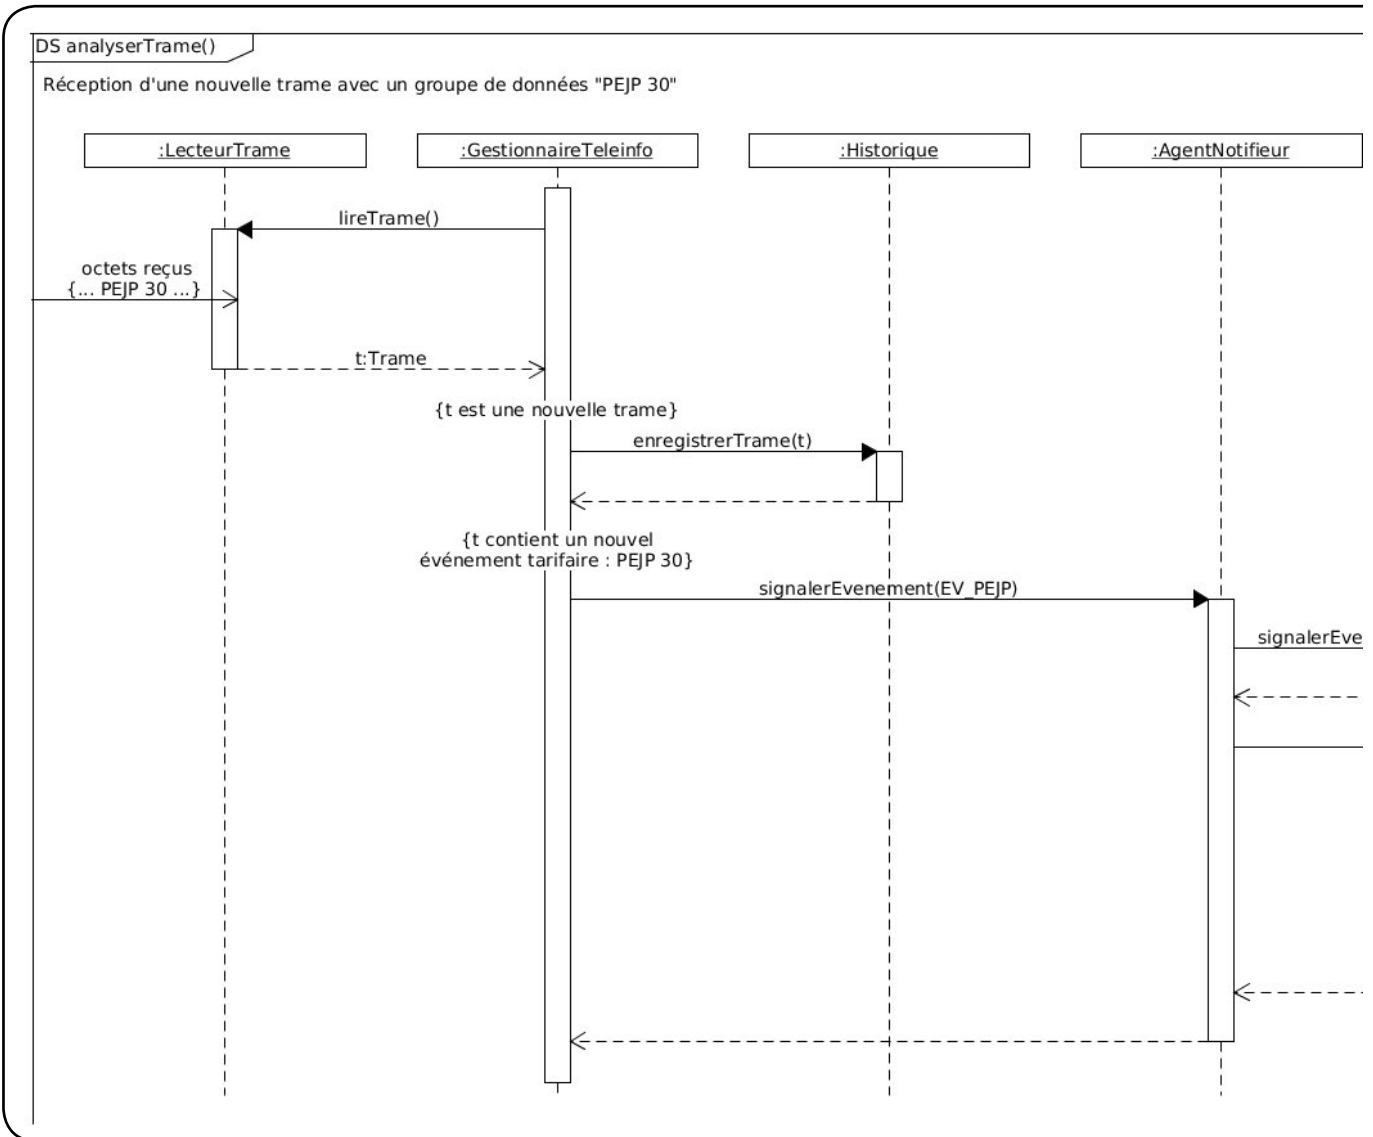 DS analyserTrame()
Réception d'une nouvelle trame avec un groupe de données "PEJP 30"
:LecteurTrame
:GestionnaireTeleinfo
:Historique
:AgentNotifieur
lireTrame()
octets reçus
{... PEJP 30 ...}
t:Trame
{t est une nouvelle trame}
enregistrerTrame(t)
{t contient un nouvel
événement tarifaire : PEJP 30}
signalerEvenement(EV_PEJP)
signalerEve